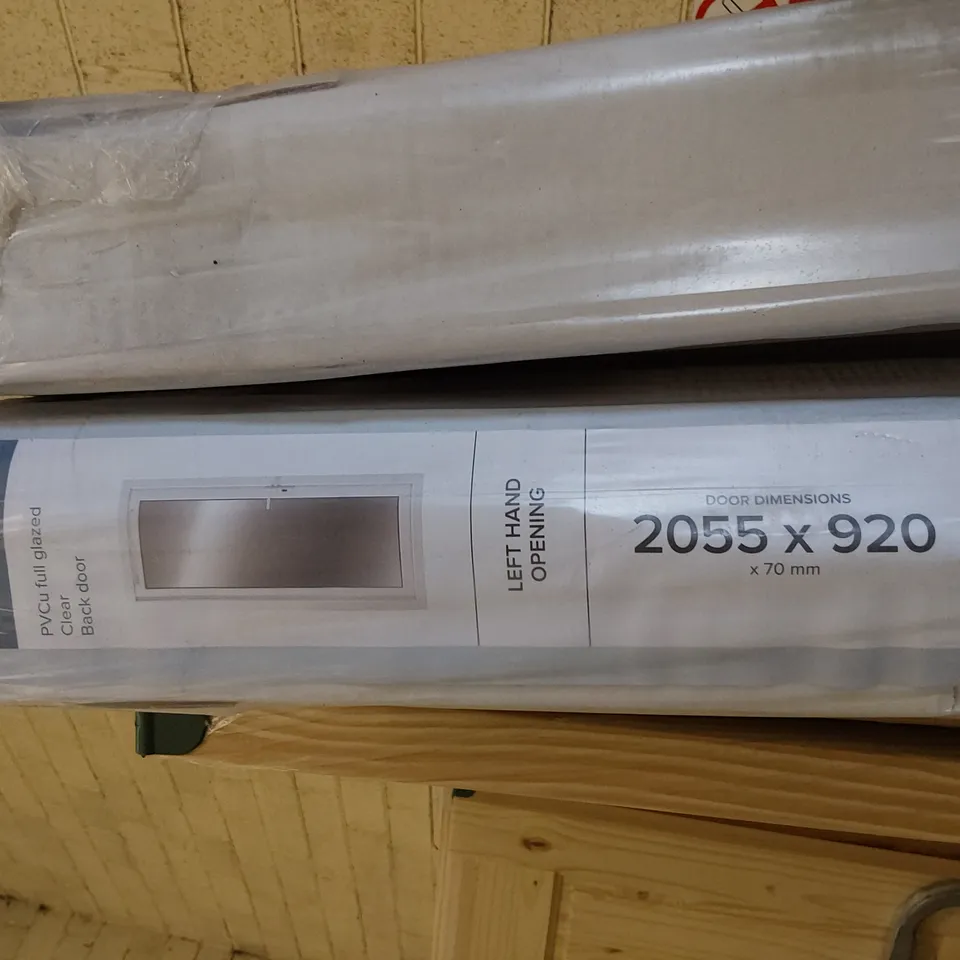 PVCu full glazed
Clear
Back door
LEFT HAND
OPENING
DOOR DIMENSIONS
2055 x 920
x 70 mm